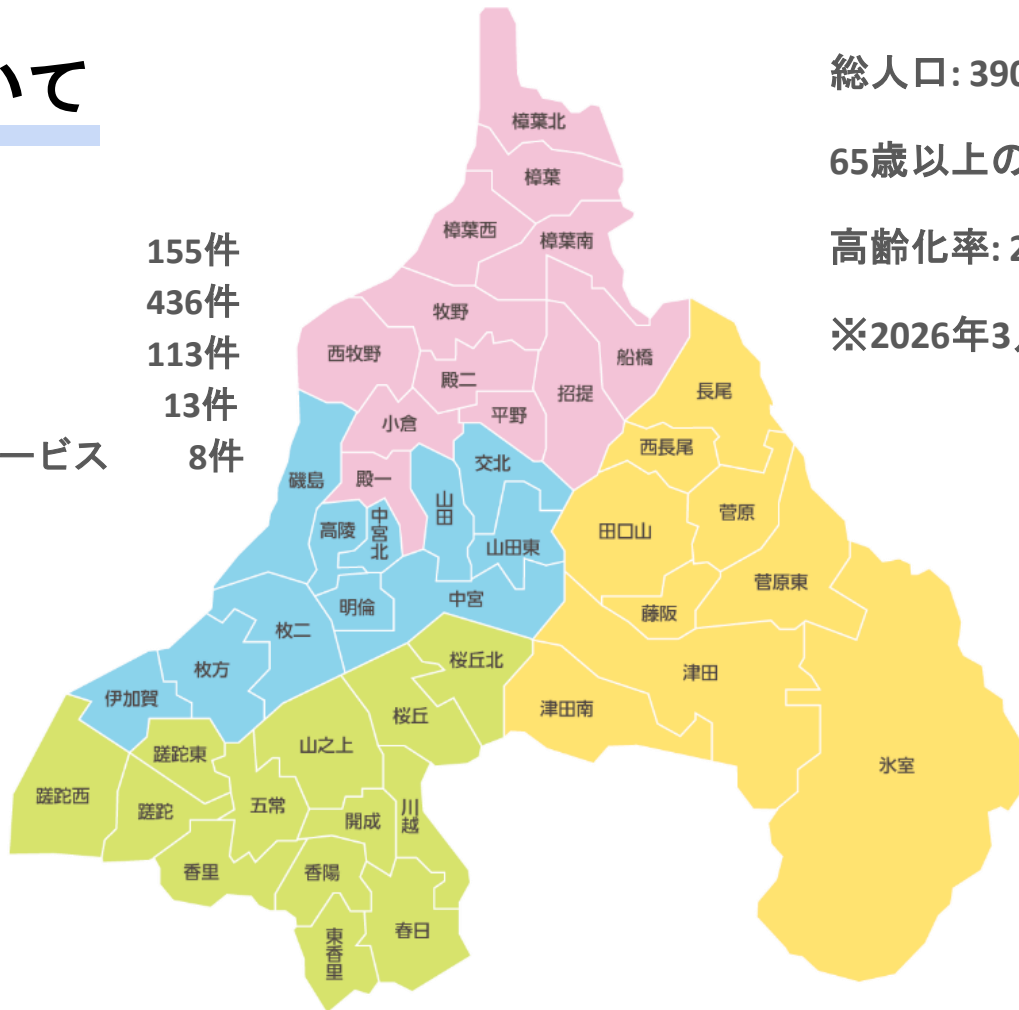 いて
155件
436件
113件
13件
ービス 8件
総人口: 390
65歳以上の
高齢化率: 2
※2026年3
樟葉北
樟葉
樟葉西
樟葉南
牧野
西牧野
船橋
殿二
招提
平野
小倉
長尾
西長尾
交北
殿一
磯島
山田
菅原
高陵
中宮北
田口山
山田東
菅原東
中宮
明倫
藤阪
枚二
桜丘北
枚方
津田
伊加賀
津田南
桜丘
山之上
蹉跎東
氷室
蹉跎西
五常
蹉跎
開成
川越
香里
香陽
春日
東香里